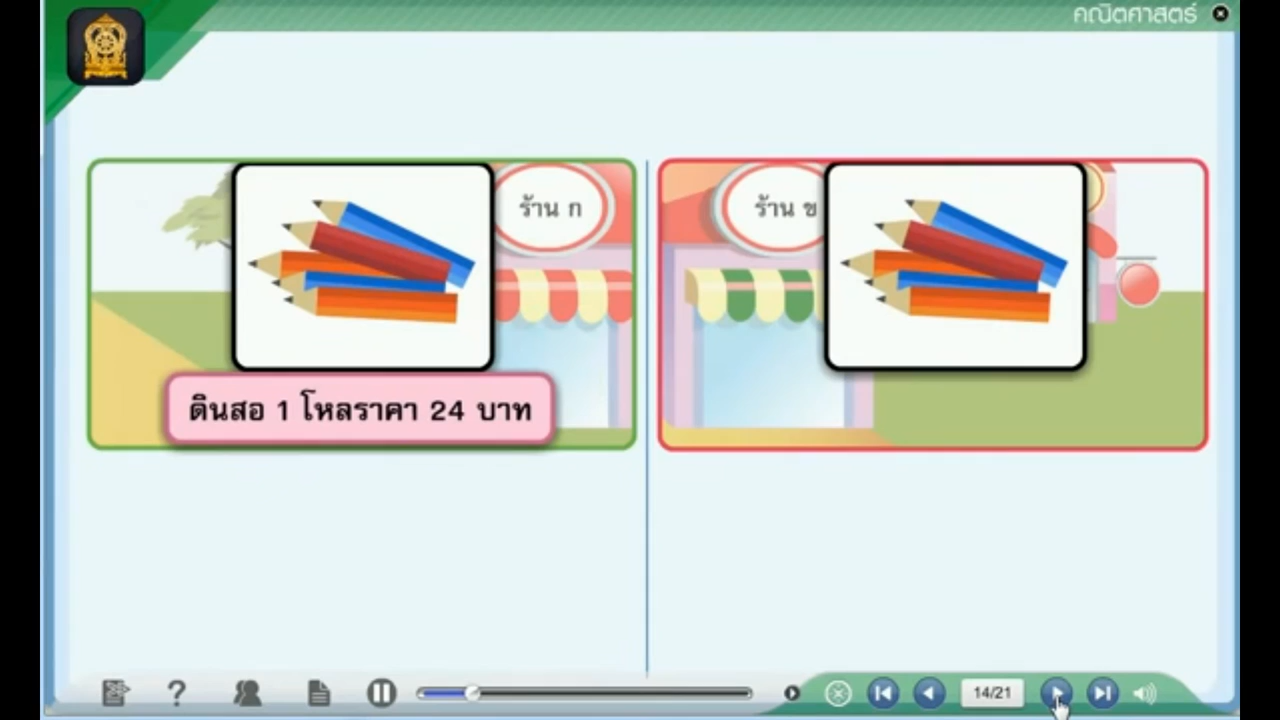 คณิตศาสตร์
ร้าน ก
ร้าน ข
ดินสอ 1 โหลราคา 24 บาท
?
14/21